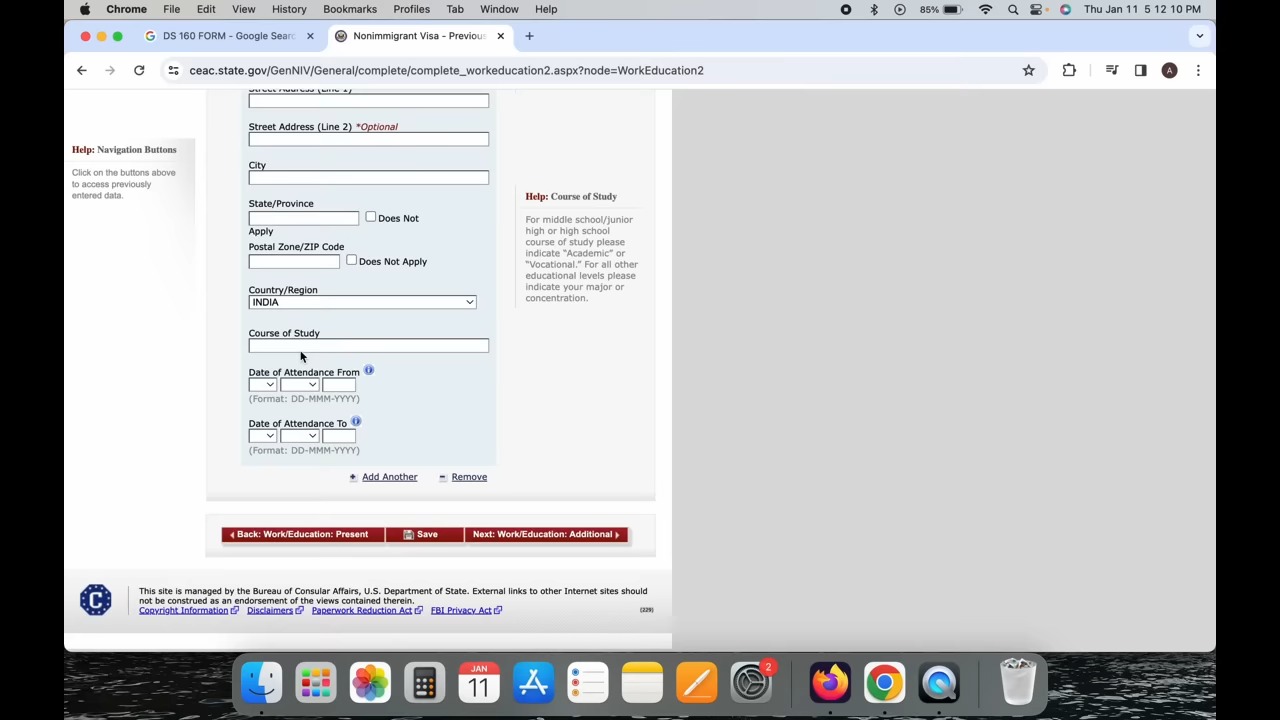 Chrome File Edit View History Bookmarks Profiles Tab Window Help 85% Thu Jan 11 5 12 10 PM
DS 160 FORM - Google Sear
Nonimmigrant Visa - Previou
ceac.state.gov/GenNIV/General/complete/complete_workeducation2.aspx?node=WorkEducation2
A
Street Address (Line 1)
Street Address (Line 2) *Optional
Help: Navigation Buttons
Click on the buttons above
to access previously
entered data.
City
State/Province
Does Not
Apply
Postal Zone/ZIP Code
Does Not Apply
Country/Region
INDIA
Course of Study
Date of Attendance From
(Format: DD-MMM-YYYY)
Date of Attendance To
(Format: DD-MMM-YYYY)
Add Another Remove
Help: Course of Study
For middle school/junior
high or high school
course of study please
indicate "Academic" or
"Vocational." For all other
educational levels please
indicate your major or
concentration.
Back: Work/Education: Present Save Next: Work/Education: Additional
C
This site is managed by the Bureau of Consular Affairs, U.S. Department of State. External links to other Internet sites should
not be construed as an endorsement of the views contained therein.
Copyright Information Disclaimers Paperwork Reduction Act FBI Privacy Act
(229)
JAN
11
2